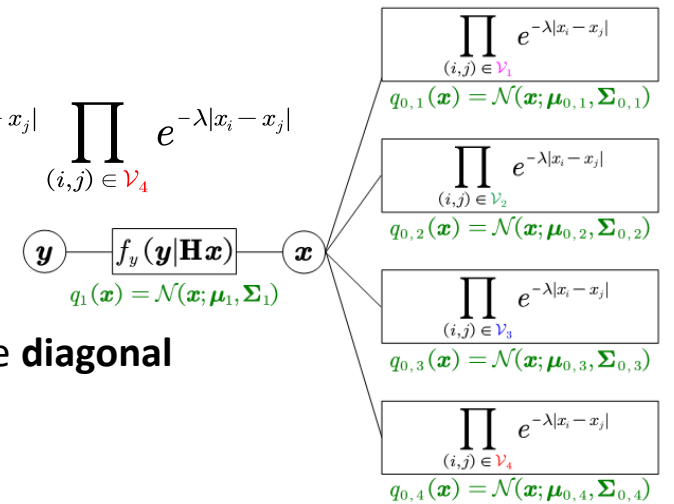 − x_j| ∏_{(i,j) ∈ 𝒱_4} e^{−λ|x_i − x_j|}
y f_y(y|Hx) x
q_1(x) = 𝒩(x; μ_1, Σ_1)
e diagonal
∏_{(i,j) ∈ 𝒱_1} e^{−λ|x_i − x_j|}
q_{0,1}(x) = 𝒩(x; μ_{0,1}, Σ_{0,1})
∏_{(i,j) ∈ 𝒱_2} e^{−λ|x_i − x_j|}
q_{0,2}(x) = 𝒩(x; μ_{0,2}, Σ_{0,2})
∏_{(i,j) ∈ 𝒱_3} e^{−λ|x_i − x_j|}
q_{0,3}(x) = 𝒩(x; μ_{0,3}, Σ_{0,3})
∏_{(i,j) ∈ 𝒱_4} e^{−λ|x_i − x_j|}
q_{0,4}(x) = 𝒩(x; μ_{0,4}, Σ_{0,4})